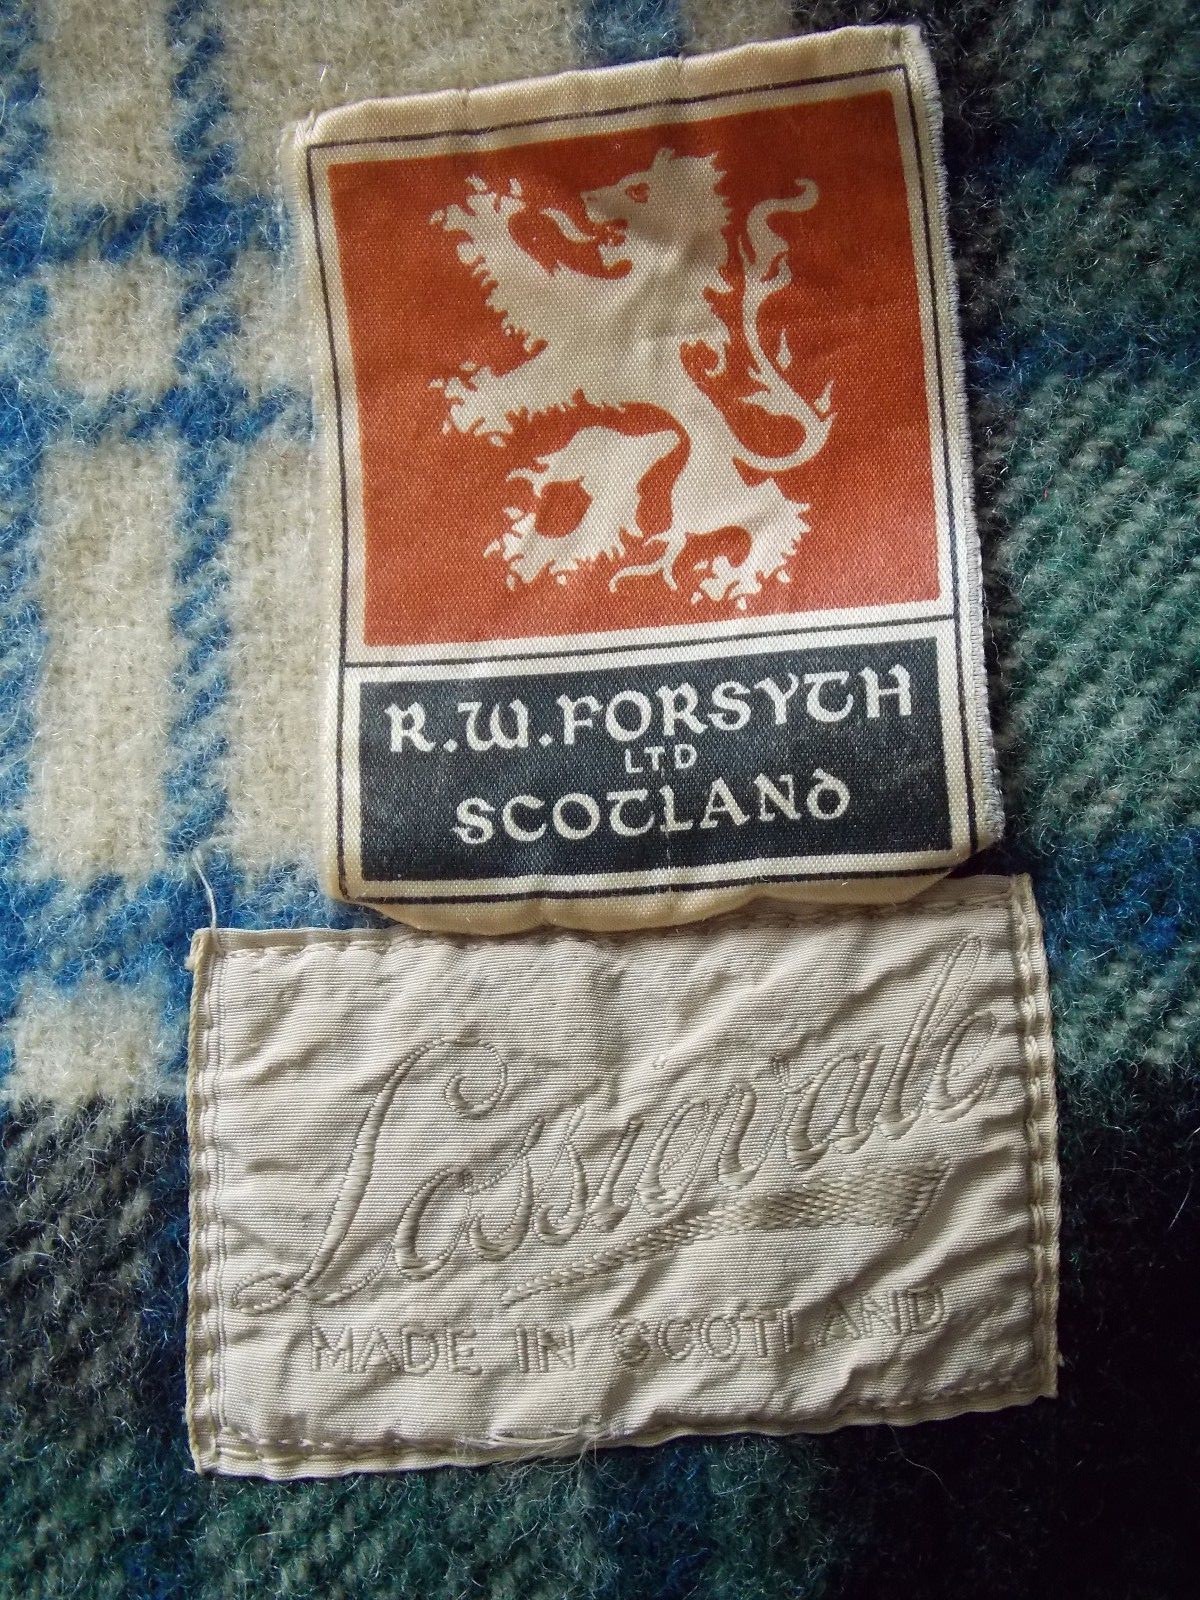 R.W.FORSYTH
LTD
SCOTLAND
Lossievale
MADE IN SCOTLAND